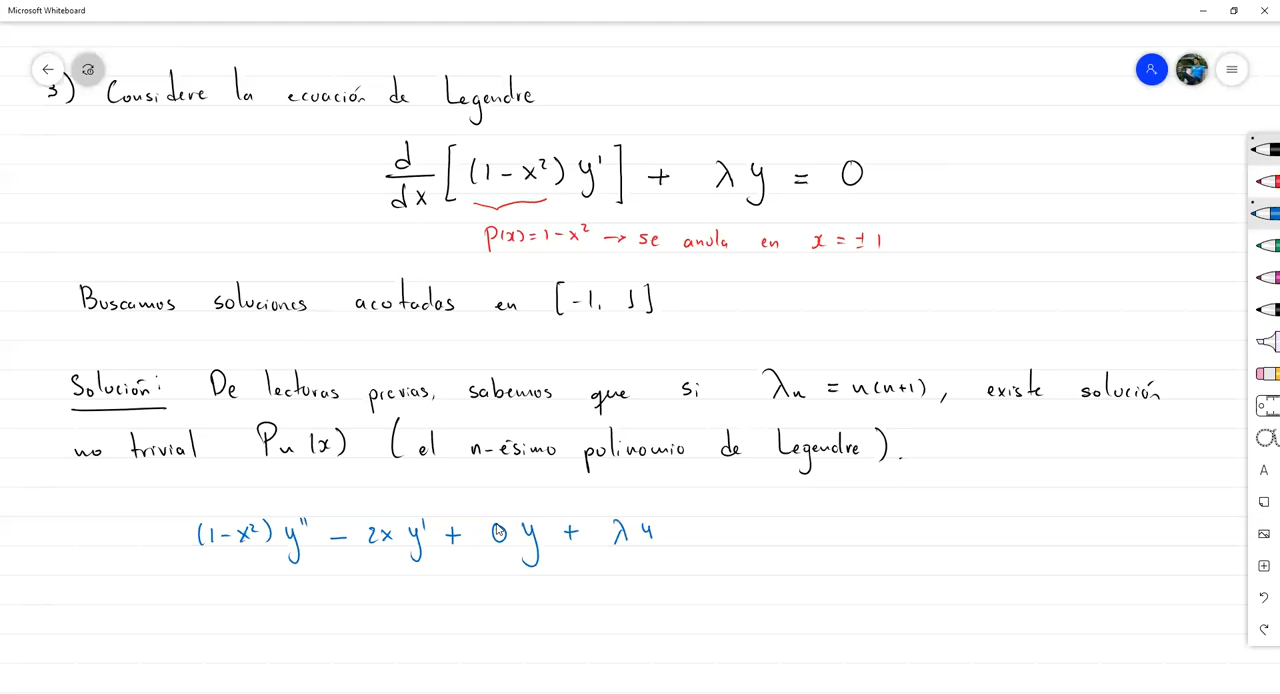 Microsoft Whiteboard
3) Considere la ecuación de Legendre
d/dx [(1-x²) y'] + λ y = 0
p(x) = 1-x² → se anula en x = ± 1
Buscamos soluciones acotadas en [-1, 1]
Solución: De lecturas previas, sabemos que si λn = n(n+1), existe solución
no trivial Pn(x) (el n-ésimo polinomio de Legendre).
(1-x²) y'' - 2x y' + 0 y + λ y
A